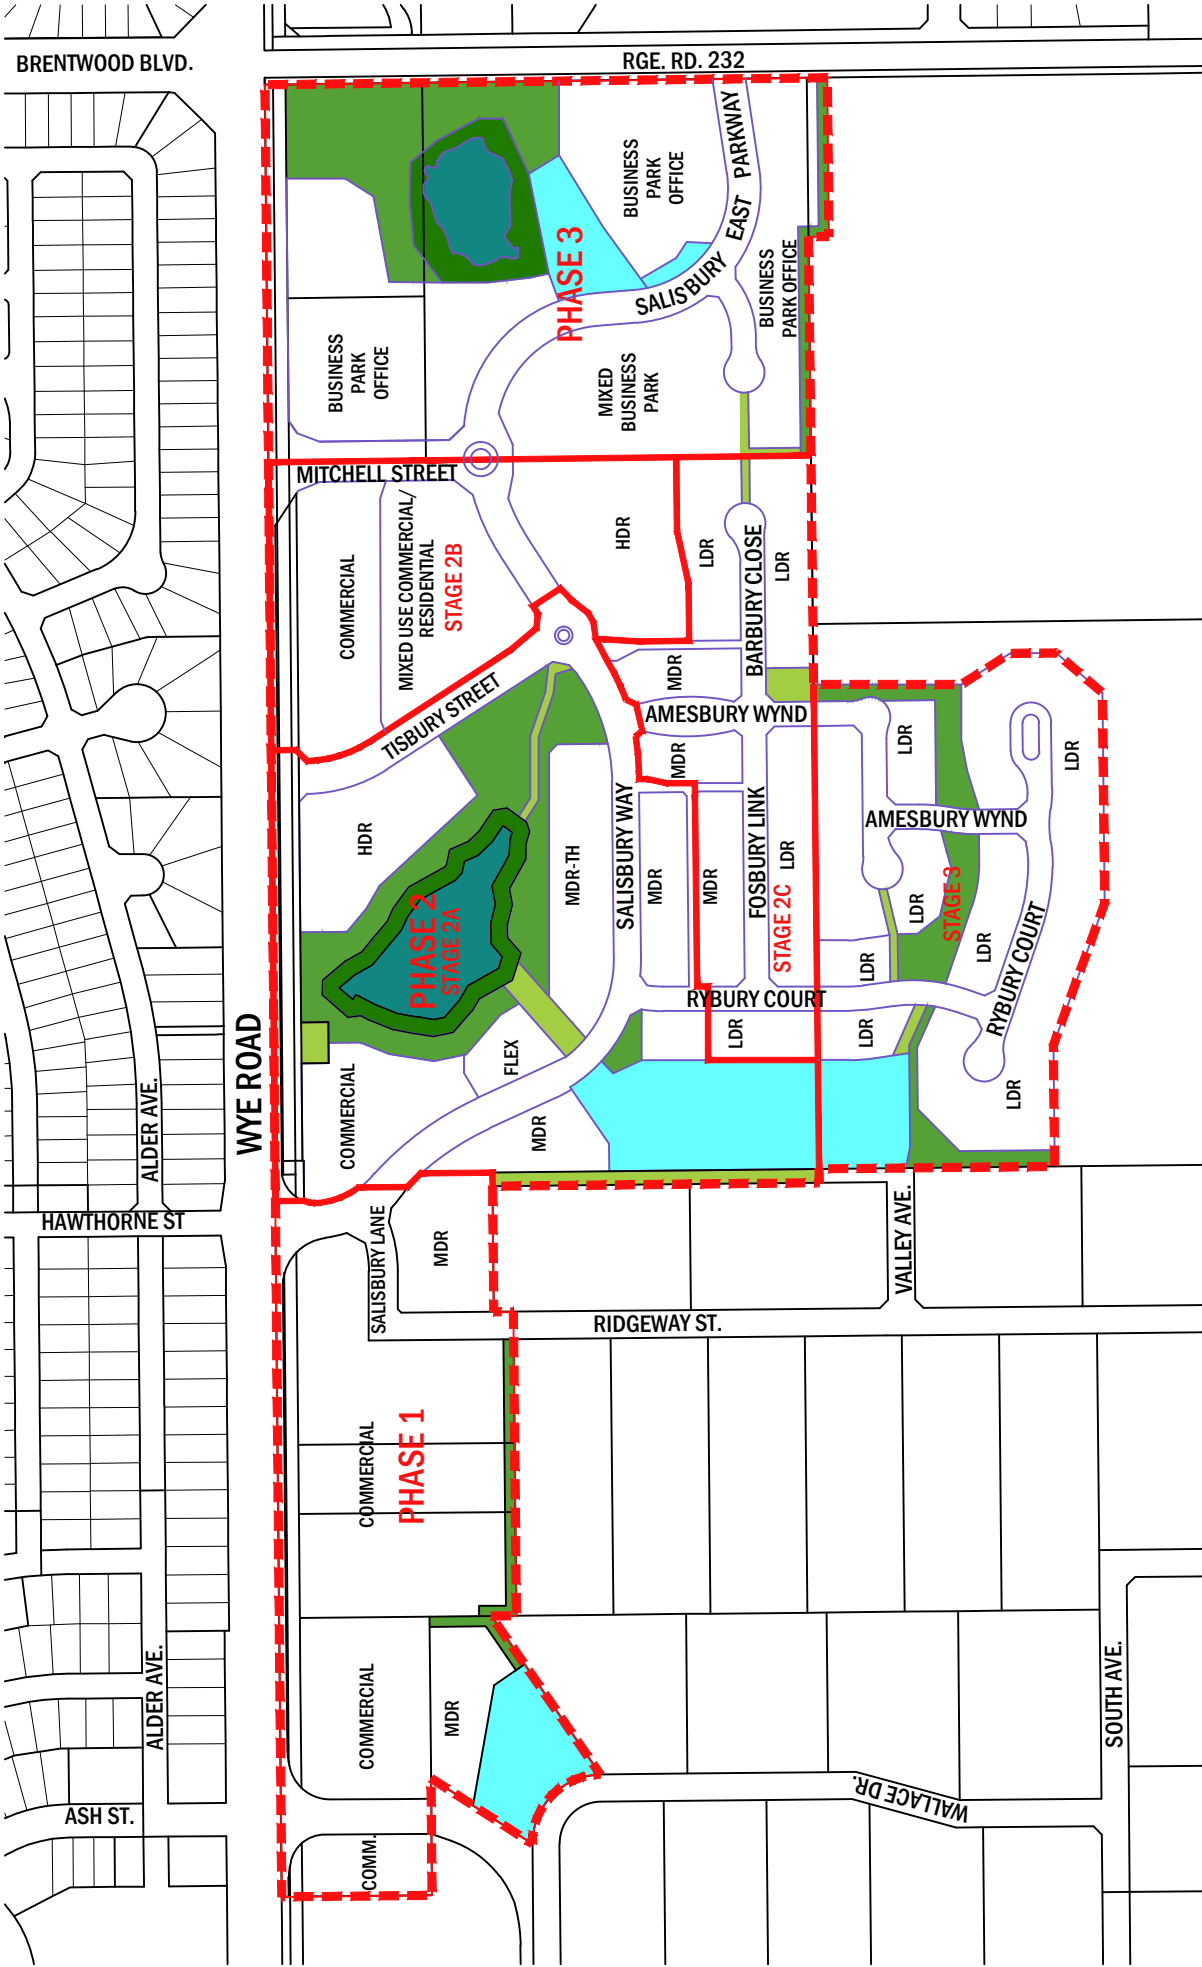 BRENTWOOD BLVD.
RGE. RD. 232
BUSINESS
PARK
OFFICE
SALISBURY EAST PARKWAY
PHASE 3
BUSINESS
PARK OFFICE
BUSINESS
PARK
OFFICE
MIXED
BUSINESS
PARK
MITCHELL STREET
COMMERCIAL
MIXED USE COMMERCIAL/
RESIDENTIAL
STAGE 2B
HDR
LDR
BARBURY CLOSE
LDR
TISBURY STREET
MDR
AMESBURY WYND
MDR
LDR
LDR
AMESBURY WYND
HDR
MDR-TH
SALISBURY WAY
MDR
MDR
FOSBURY LINK
LDR
STAGE 2C
PHASE 2
STAGE 2A
LDR
STAGE 3
LDR
LDR
RYBURY COURT
RYBURY COURT
LDR
LDR
LDR
FLEX
MDR
COMMERCIAL
WYE ROAD
ALDER AVE.
HAWTHORNE ST
SALISBURY LANE
MDR
VALLEY AVE.
RIDGEWAY ST.
COMMERCIAL
PHASE 1
COMMERCIAL
MDR
ALDER AVE.
SOUTH AVE.
WALLACE DR.
ASH ST.
COMM.